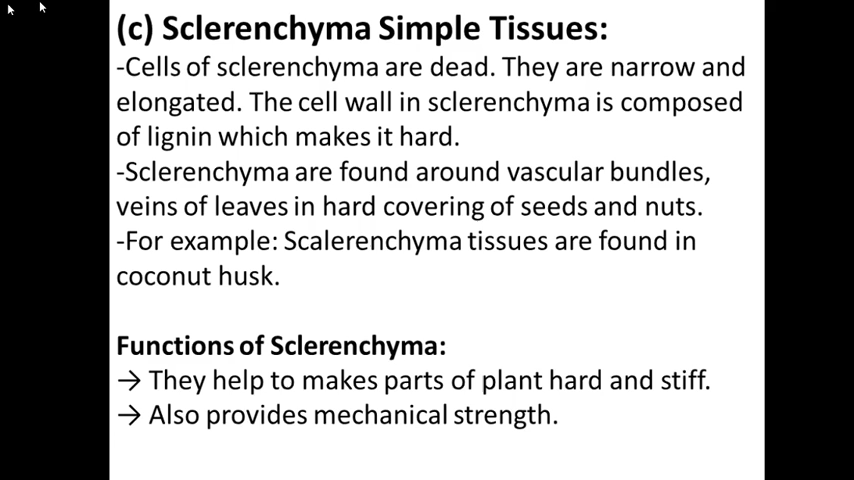 (c) Sclerenchyma Simple Tissues:
-Cells of sclerenchyma are dead. They are narrow and
elongated. The cell wall in sclerenchyma is composed
of lignin which makes it hard.
-Sclerenchyma are found around vascular bundles,
veins of leaves in hard covering of seeds and nuts.
-For example: Scalerenchyma tissues are found in
coconut husk.
Functions of Sclerenchyma:
→ They help to makes parts of plant hard and stiff.
→ Also provides mechanical strength.